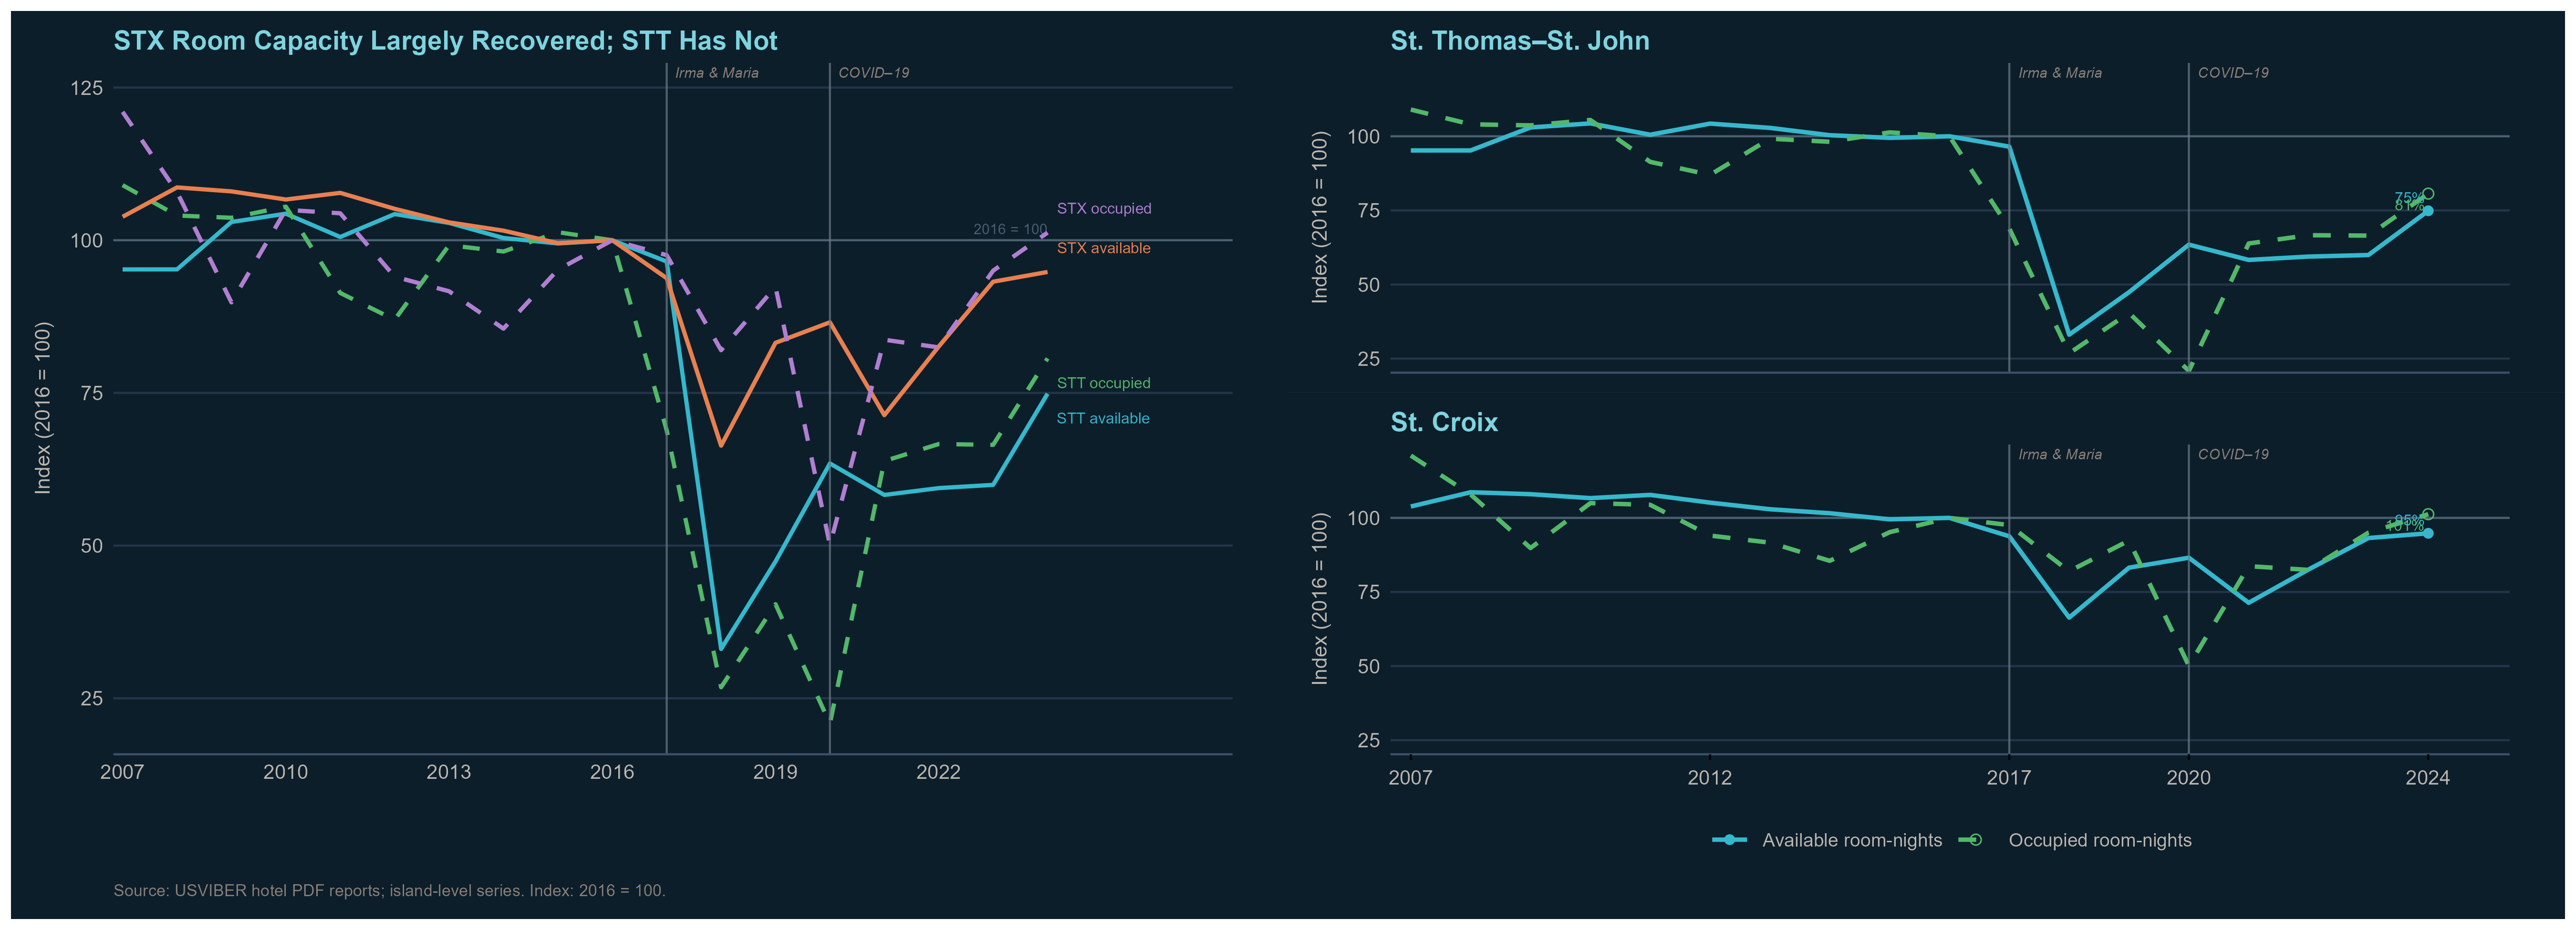 STX Room Capacity Largely Recovered; STT Has Not
Irma & Maria
COVID–19
125
100
75
50
25
Index (2016 = 100)
STX occupied
2016 = 100
STX available
STT occupied
STT available
2007
2010
2013
2016
2019
2022
St. Thomas–St. John
Irma & Maria
COVID–19
100
75
50
25
Index (2016 = 100)
75%
81%
St. Croix
Irma & Maria
COVID–19
100
75
50
25
Index (2016 = 100)
95%
101%
2007
2012
2017
2020
2024
Available room-nights
Occupied room-nights
Source: USVIBER hotel PDF reports; island-level series. Index: 2016 = 100.